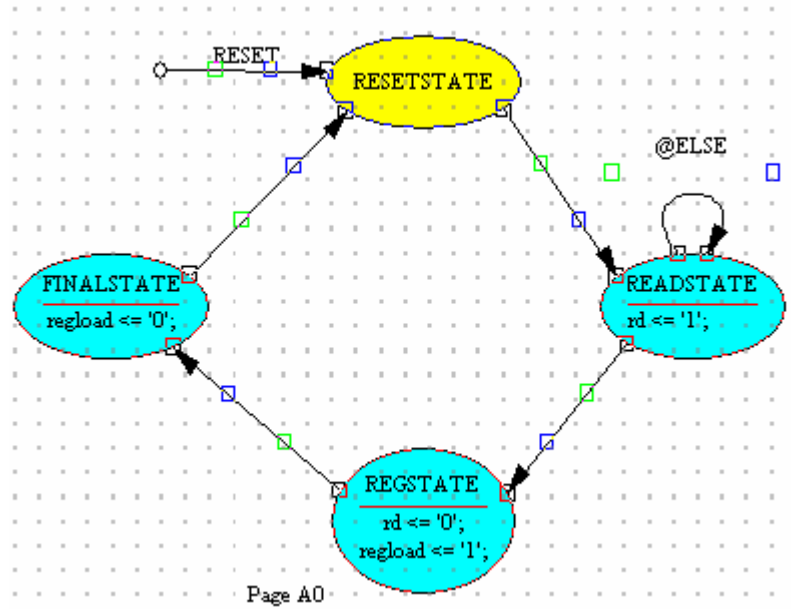 RESET
RESETSTATE
@ELSE
FINALSTATE
regload <= '0';
READSTATE
rd <= '1';
REGSTATE
rd <= '0';
regload <= '1';
Page A0